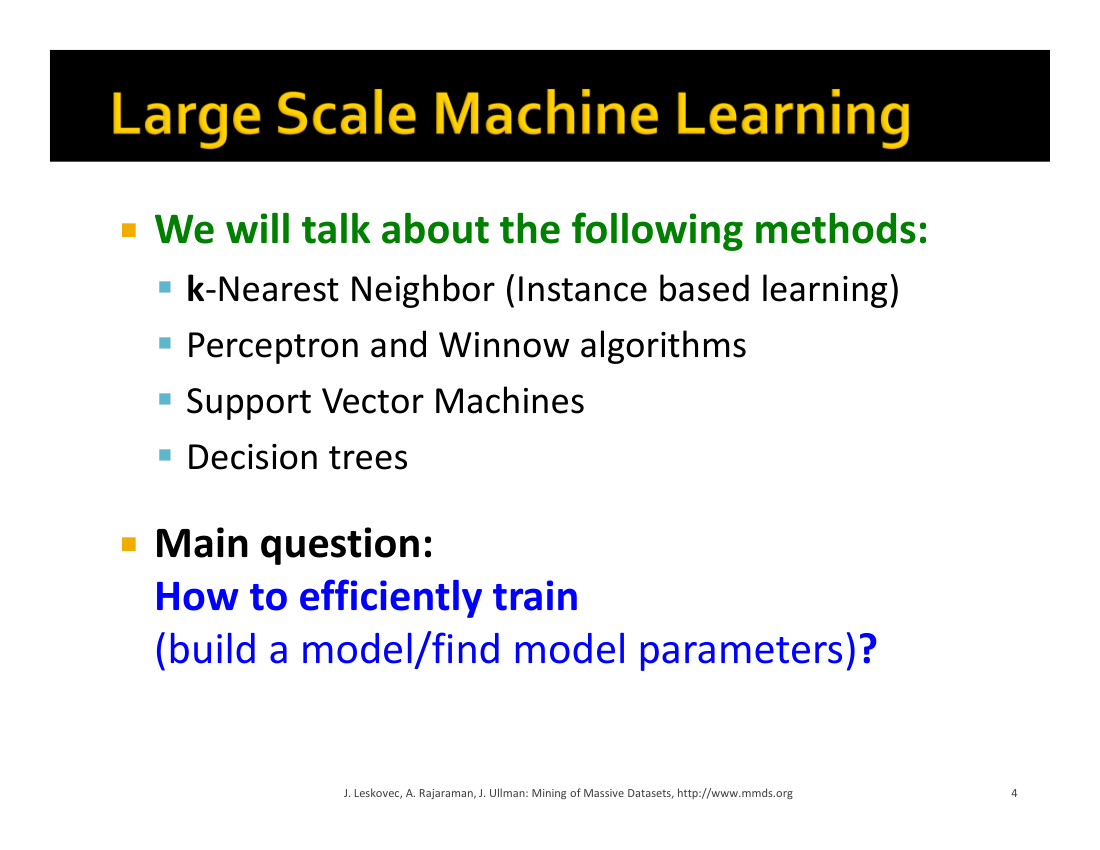 Large Scale Machine Learning
We will talk about the following methods:
k-Nearest Neighbor (Instance based learning)
Perceptron and Winnow algorithms
Support Vector Machines
Decision trees
Main question:
How to efficiently train
(build a model/find model parameters)?
J. Leskovec, A. Rajaraman, J. Ullman: Mining of Massive Datasets, http://www.mmds.org
4